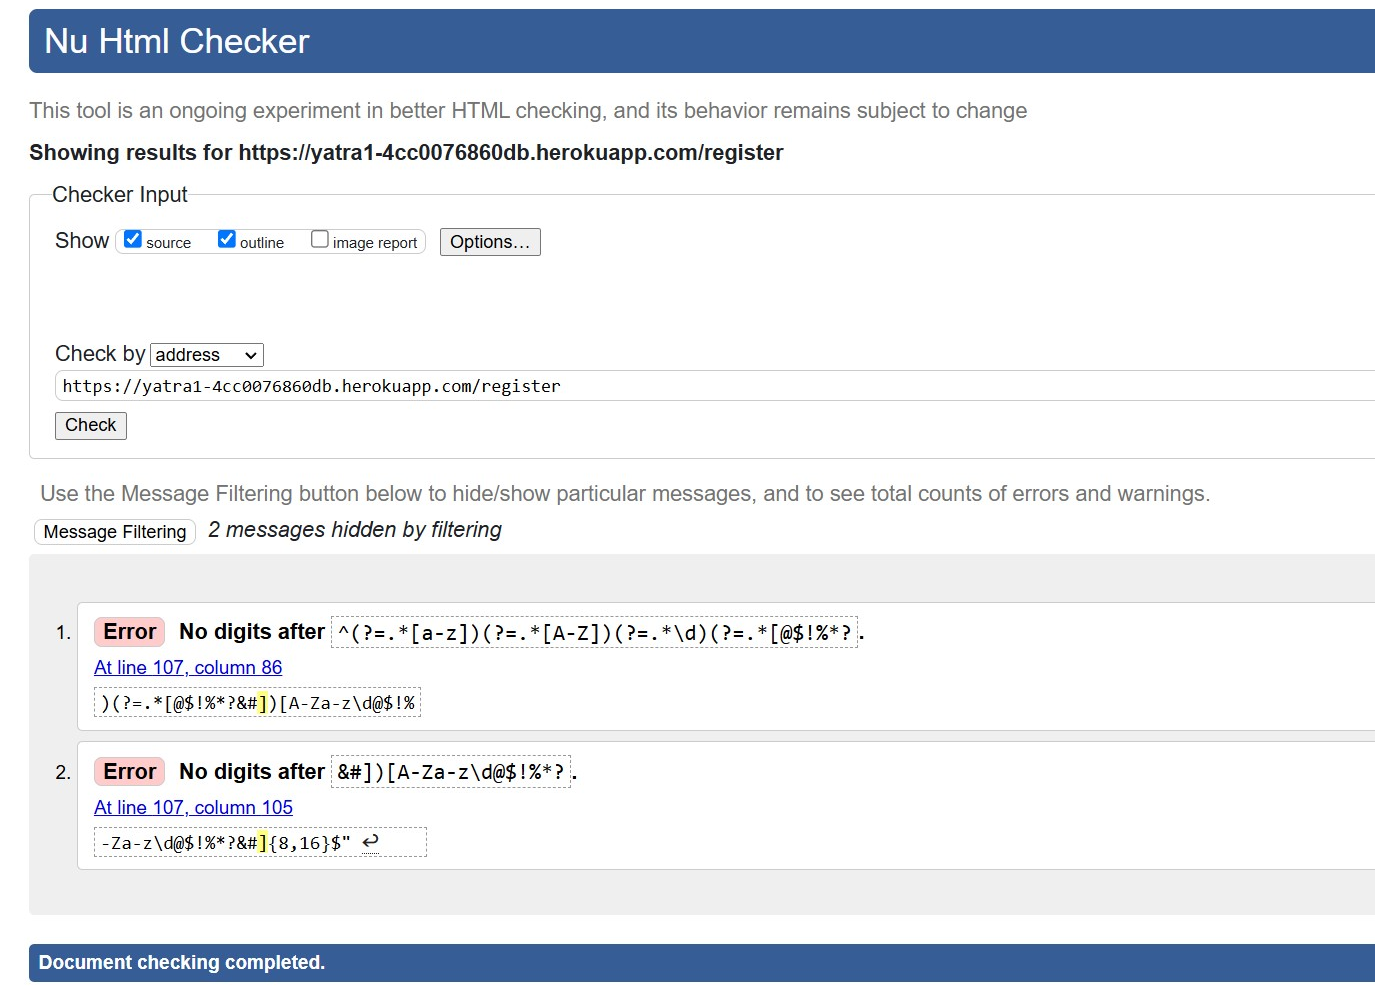 Nu Html Checker
This tool is an ongoing experiment in better HTML checking, and its behavior remains subject to change
Showing results for https://yatra1-4cc0076860db.herokuapp.com/register
Checker Input
Show source outline image report Options...
Check by address
https://yatra1-4cc0076860db.herokuapp.com/register
Check
Use the Message Filtering button below to hide/show particular messages, and to see total counts of errors and warnings.
Message Filtering 2 messages hidden by filtering
1. Error No digits after ^(?=.*[a-z])(?=.*[A-Z])(?=.*\d)(?=.*[@$!%*?.
At line 107, column 86
)(?=.*[@$!%*?&#])[A-Za-z\d@$!%
2. Error No digits after &#])[A-Za-z\d@$!%*?.
At line 107, column 105
-Za-z\d@$!%*?&#]{8,16}$" ↩
Document checking completed.